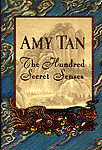 AMY TAN
The Hundred
Secret Senses